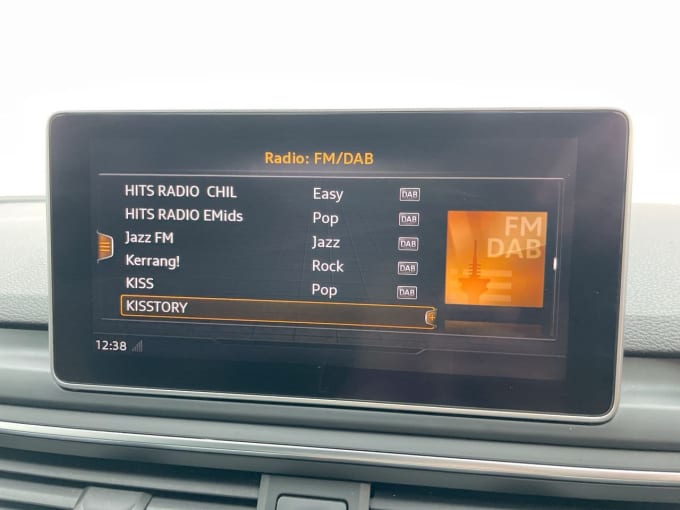 Radio: FM/DAB
HITS RADIO CHIL Easy DAB
HITS RADIO EMids Pop DAB
Jazz FM Jazz DAB
Kerrang! Rock DAB
KISS Pop DAB
KISSTORY
FM
DAB
12:38